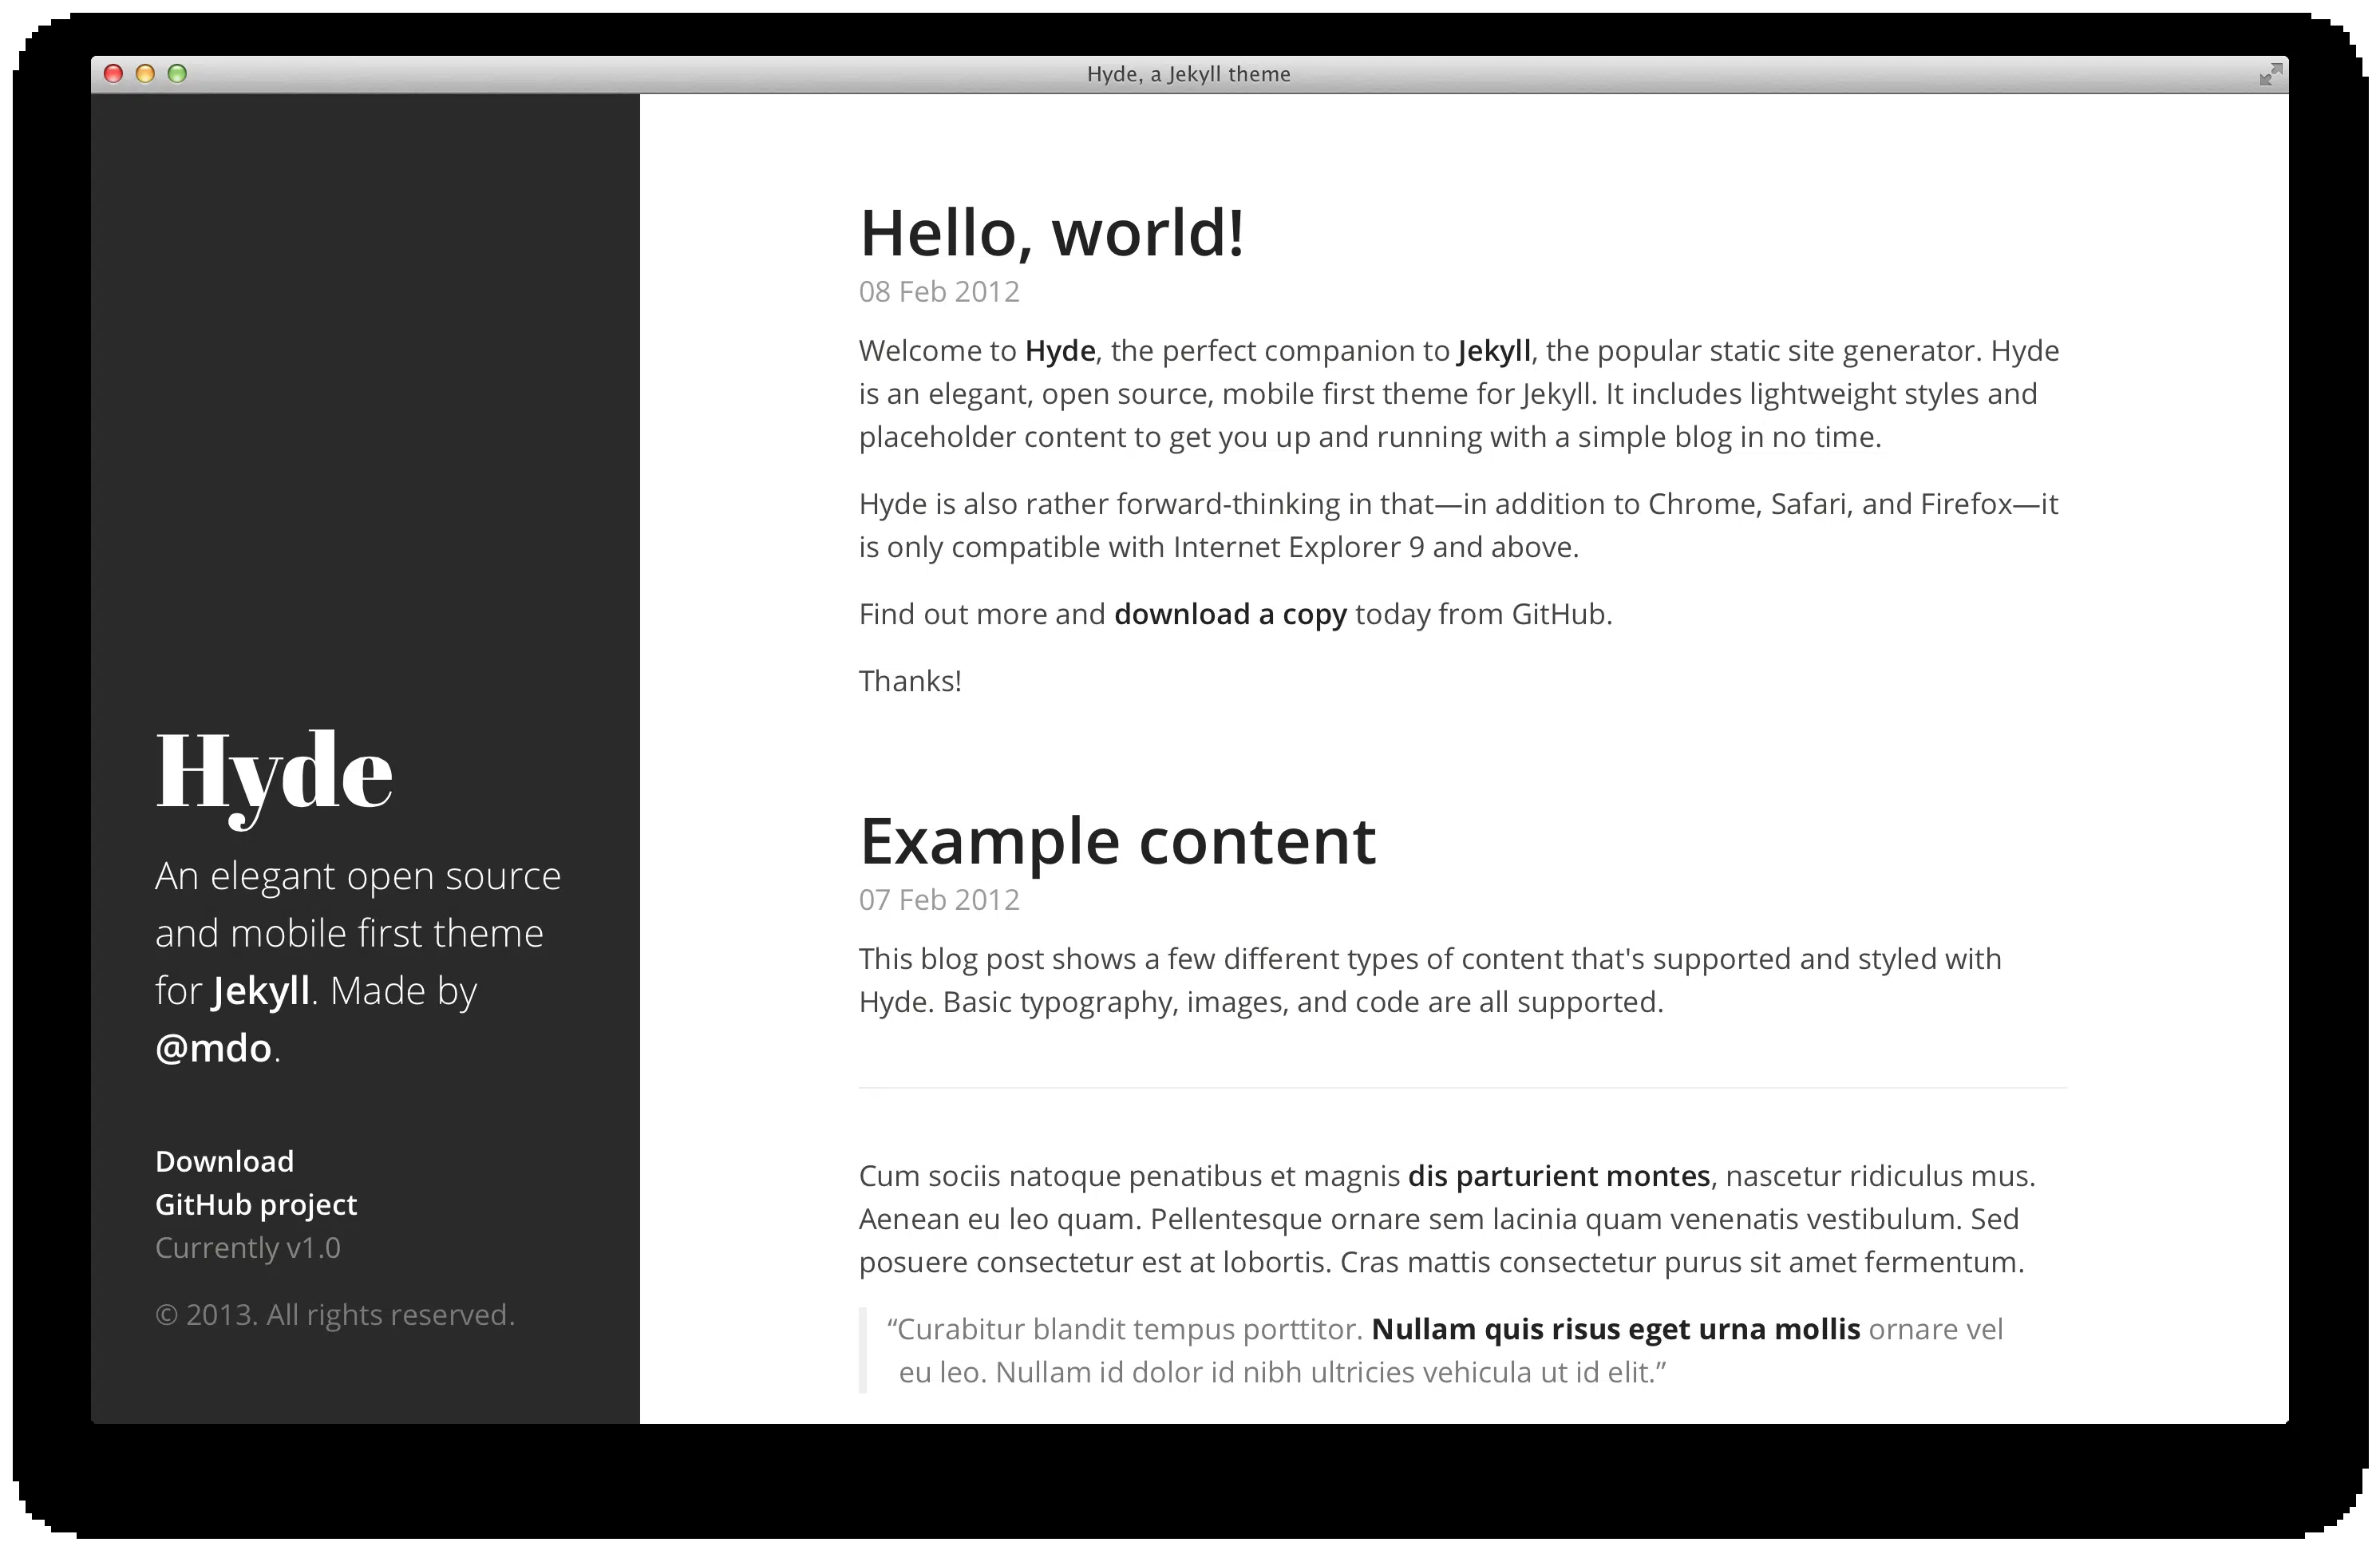 Hyde, a Jekyll theme
Hyde
An elegant open source
and mobile first theme
for Jekyll. Made by
@mdo.
Download
GitHub project
Currently v1.0
© 2013. All rights reserved.
Hello, world!
08 Feb 2012
Welcome to Hyde, the perfect companion to Jekyll, the popular static site generator. Hyde
is an elegant, open source, mobile first theme for Jekyll. It includes lightweight styles and
placeholder content to get you up and running with a simple blog in no time.
Hyde is also rather forward-thinking in that—in addition to Chrome, Safari, and Firefox—it
is only compatible with Internet Explorer 9 and above.
Find out more and download a copy today from GitHub.
Thanks!
Example content
07 Feb 2012
This blog post shows a few different types of content that's supported and styled with
Hyde. Basic typography, images, and code are all supported.
Cum sociis natoque penatibus et magnis dis parturient montes, nascetur ridiculus mus.
Aenean eu leo quam. Pellentesque ornare sem lacinia quam venenatis vestibulum. Sed
posuere consectetur est at lobortis. Cras mattis consectetur purus sit amet fermentum.
“Curabitur blandit tempus porttitor. Nullam quis risus eget urna mollis ornare vel
eu leo. Nullam id dolor id nibh ultricies vehicula ut id elit.”